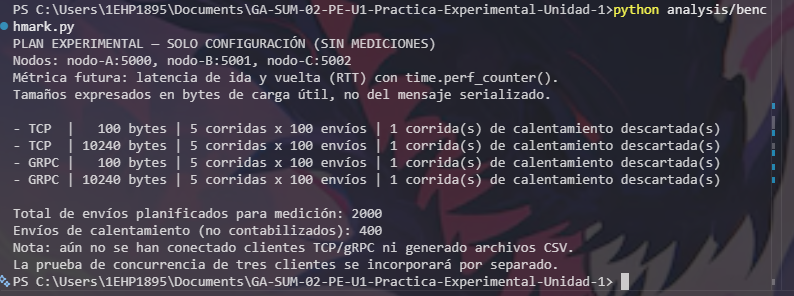 PS C:\Users\1EHP1895\Documents\GA-SUM-02-PE-U1-Practica-Experimental-Unidad-1>python analysis/benc
hmark.py
PLAN EXPERIMENTAL — SOLO CONFIGURACIÓN (SIN MEDICIONES)
Nodos: nodo-A:5000, nodo-B:5001, nodo-C:5002
Métrica futura: latencia de ida y vuelta (RTT) con time.perf_counter().
Tamaños expresados en bytes de carga útil, no del mensaje serializado.
- TCP  |   100 bytes | 5 corridas x 100 envíos | 1 corrida(s) de calentamiento descartada(s)
- TCP  | 10240 bytes | 5 corridas x 100 envíos | 1 corrida(s) de calentamiento descartada(s)
- GRPC |   100 bytes | 5 corridas x 100 envíos | 1 corrida(s) de calentamiento descartada(s)
- GRPC | 10240 bytes | 5 corridas x 100 envíos | 1 corrida(s) de calentamiento descartada(s)
Total de envíos planificados para medición: 2000
Envíos de calentamiento (no contabilizados): 400
Nota: aún no se han conectado clientes TCP/gRPC ni generado archivos CSV.
La prueba de concurrencia de tres clientes se incorporará por separado.
PS C:\Users\1EHP1895\Documents\GA-SUM-02-PE-U1-Practica-Experimental-Unidad-1>